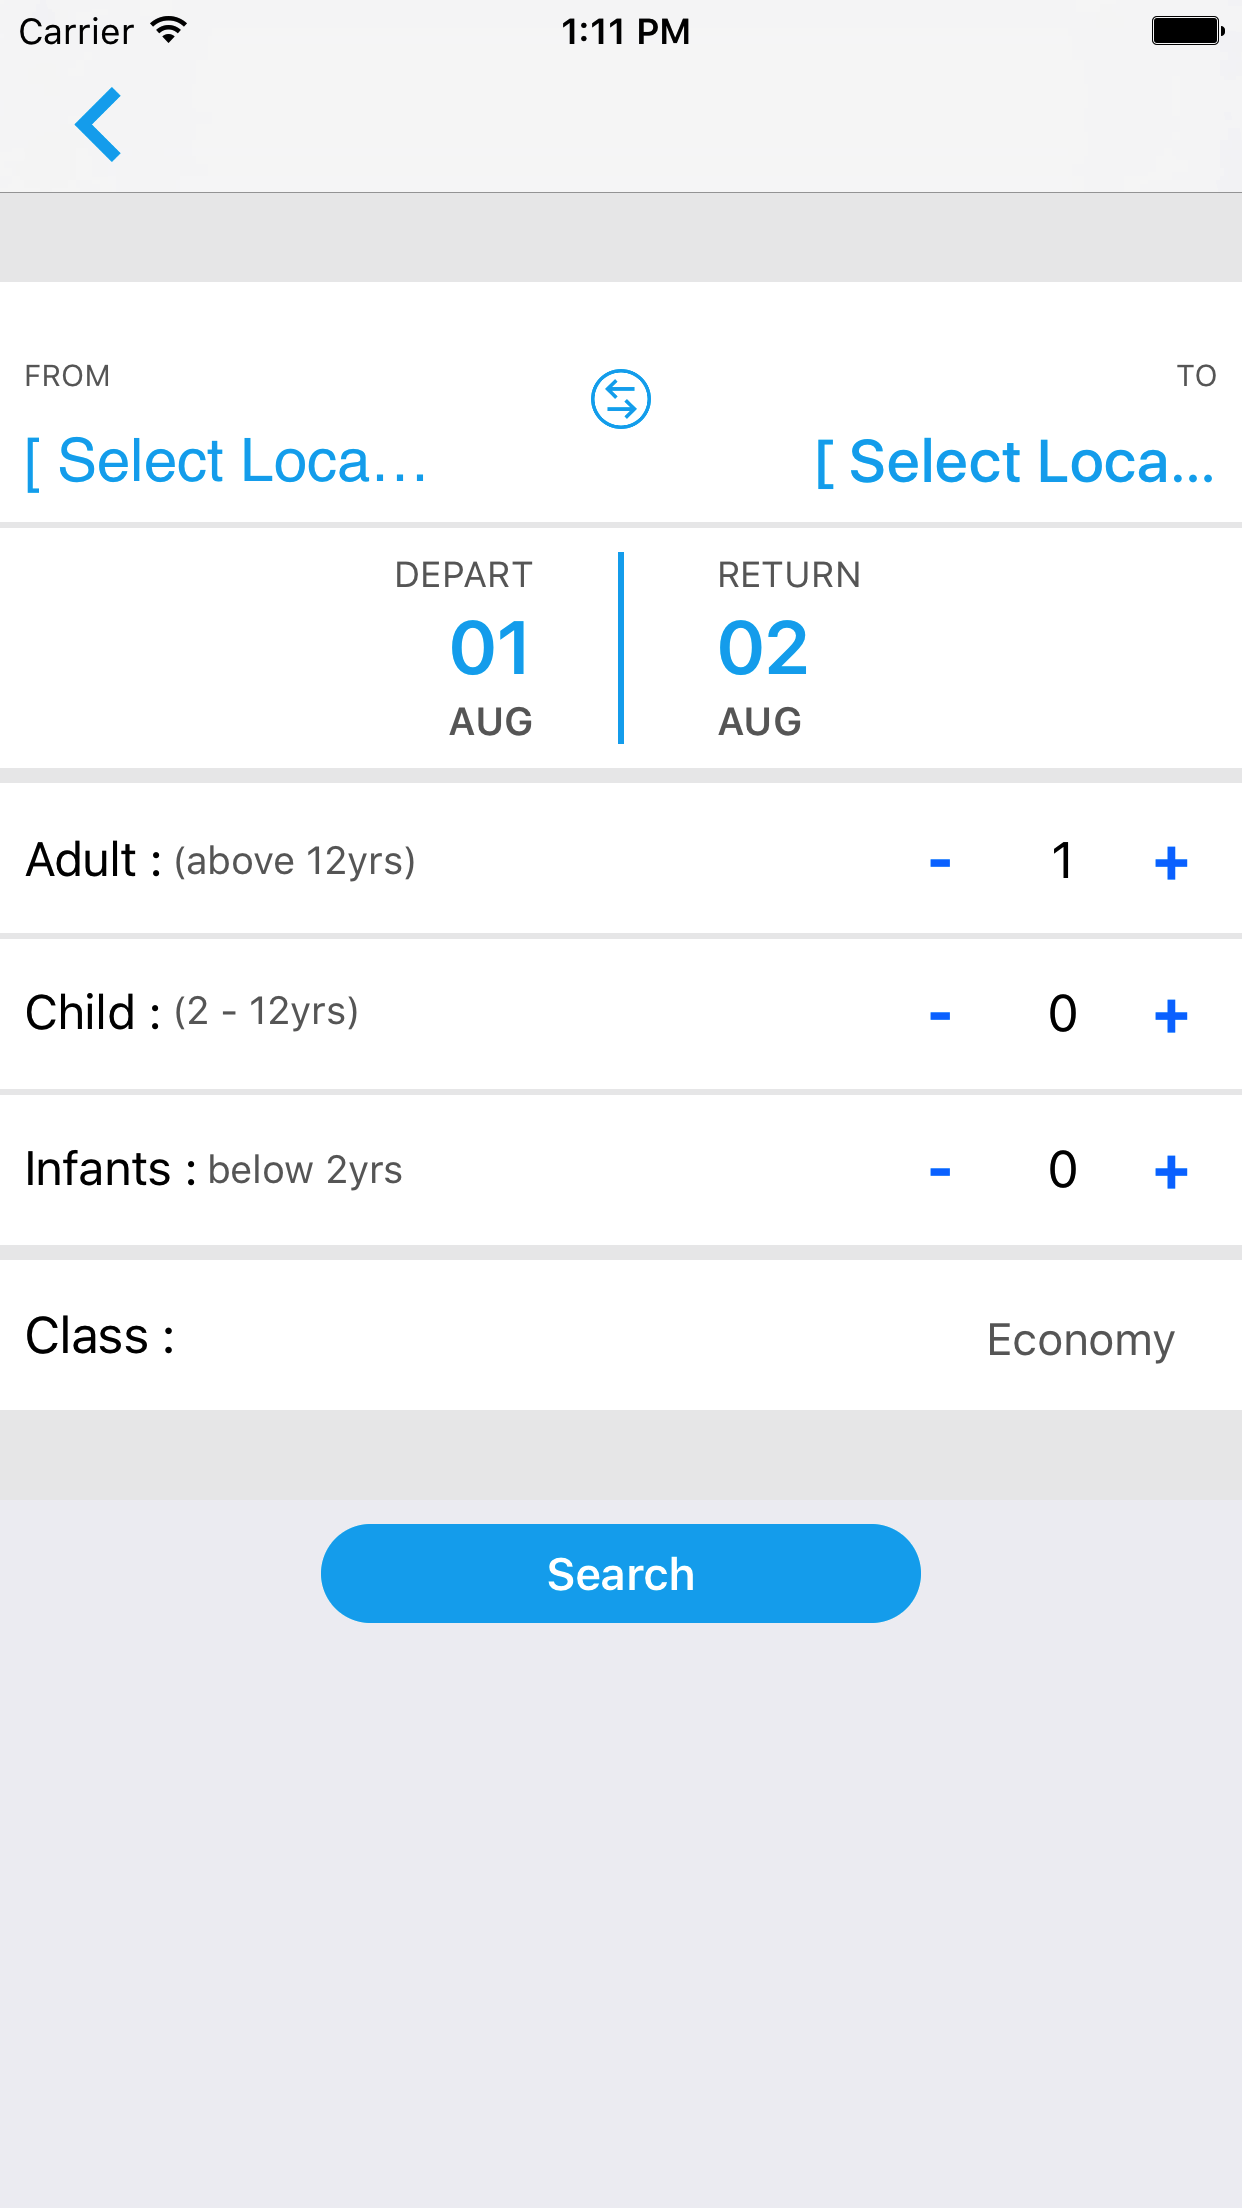 Carrier 1:11 PM
FROM TO
[ Select Loca... [ Select Loca...
DEPART RETURN
01 02
AUG AUG
Adult : (above 12yrs) - 1 +
Child : (2 - 12yrs) - 0 +
Infants : below 2yrs - 0 +
Class : Economy
Search